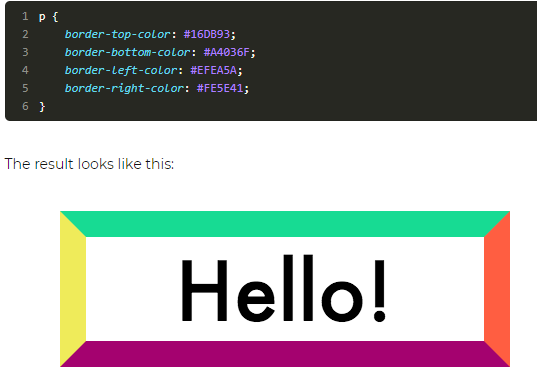 1 p {
2 border-top-color: #16DB93;
3 border-bottom-color: #A4036F;
4 border-left-color: #EFEA5A;
5 border-right-color: #FE5E41;
6 }
The result looks like this:
Hello!